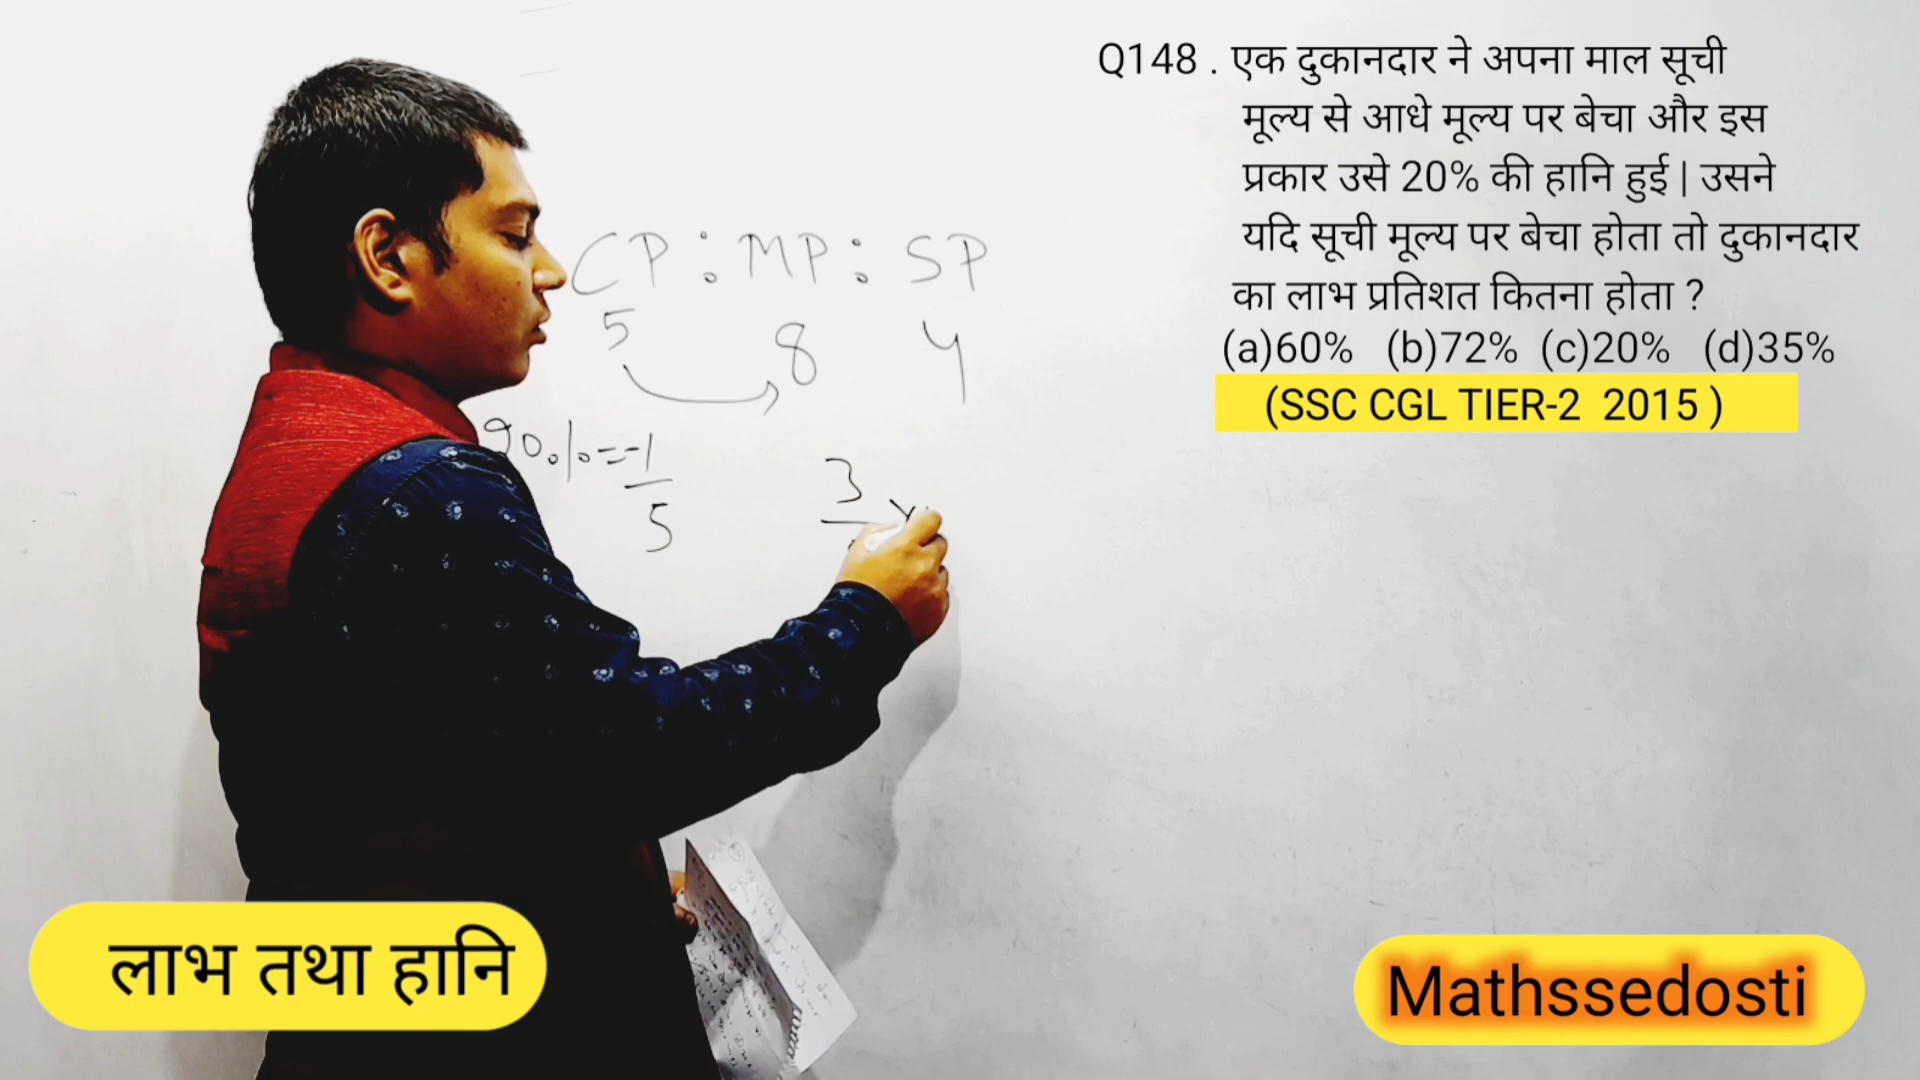 Q148 . एक दुकानदार ने अपना माल सूची
मूल्य से आधे मूल्य पर बेचा और इस
प्रकार उसे 20% की हानि हुई | उसने
यदि सूची मूल्य पर बेचा होता तो दुकानदार
का लाभ प्रतिशत कितना होता ?
(a)60% (b)72% (c)20% (d)35%
(SSC CGL TIER-2 2015 )
CP : MP : SP
5 8 4
20% = -1
5
3
लाभ तथा हानि
Mathssedosti